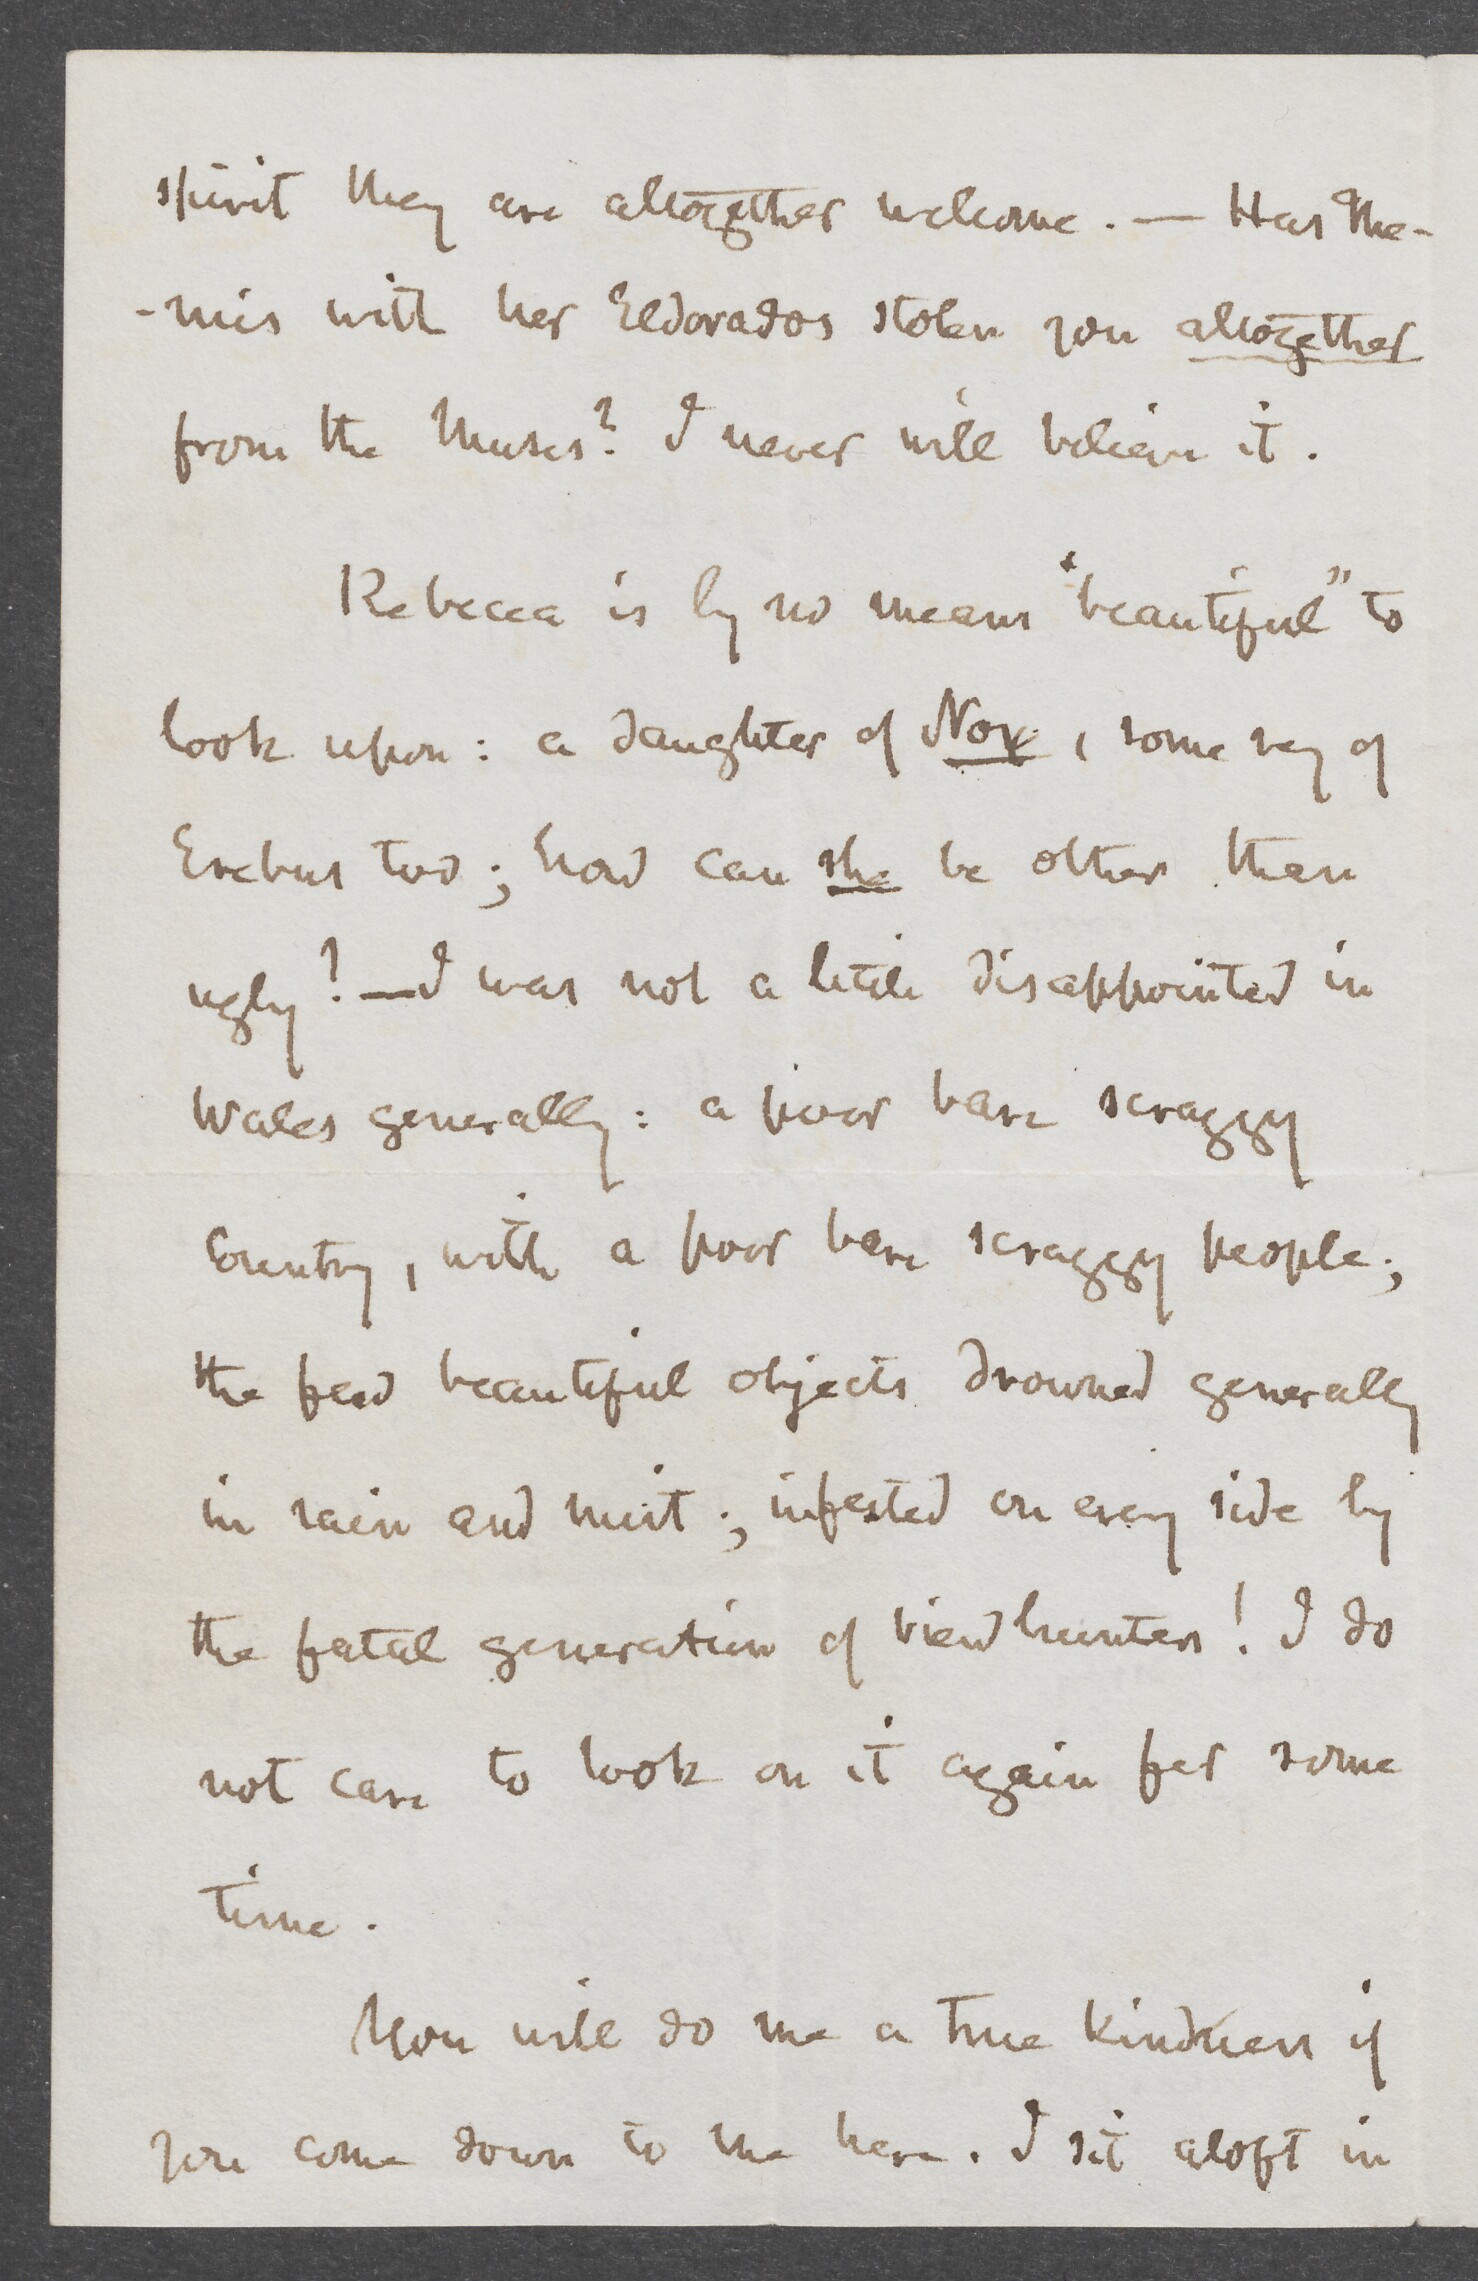 spirit they are altogether welcome. — Has The-
-mis with her Eldorados stolen you altogether
from the Muses? I never will believe it.
Rebecca is by no means "beautiful" to
look upon: a daughter of Nox, some say of
Erebus too; how can she be other than
ugly? — I was not a little disappointed in
Wales generally: a poor bare scraggy
Country, with a poor bare scraggy people;
the few beautiful objects drowned generally
in rain and mist; infested on every side by
the fatal generation of view hunters! I do
not care to look on it again for some
time.
You will do me a true kindness if
you come down to me here. I sit aloft in